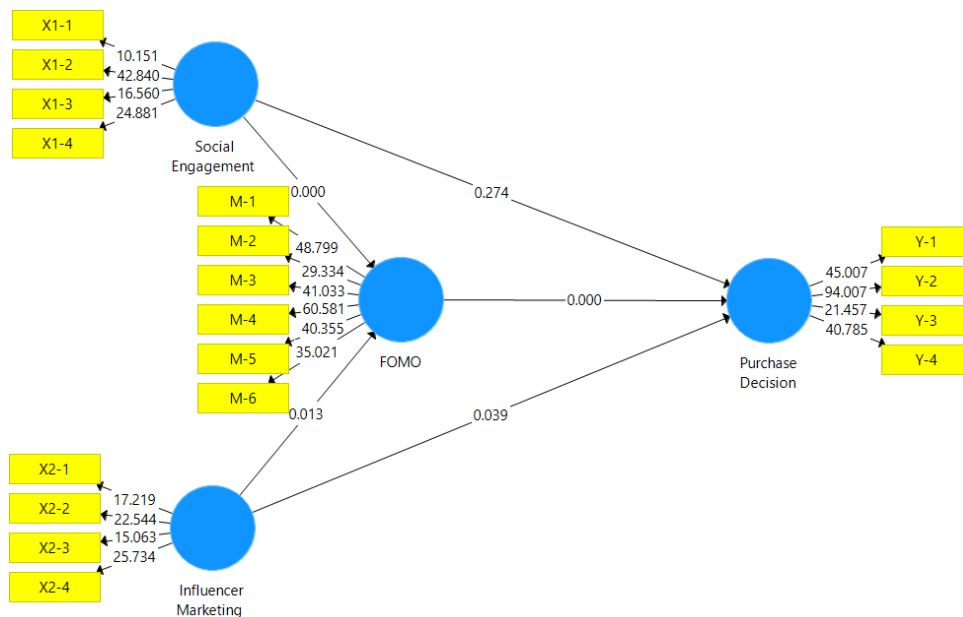 X1-1
X1-2
X1-3
X1-4
10.151
42.840
16.560
24.881
Social
Engagement
0.000
0.274
M-1
M-2
M-3
M-4
M-5
M-6
48.799
29.334
41.033
60.581
40.355
35.021
FOMO
0.000
0.013
0.039
Y-1
Y-2
Y-3
Y-4
45.007
94.007
21.457
40.785
Purchase
Decision
X2-1
X2-2
X2-3
X2-4
17.219
22.544
15.063
25.734
Influencer
Marketing